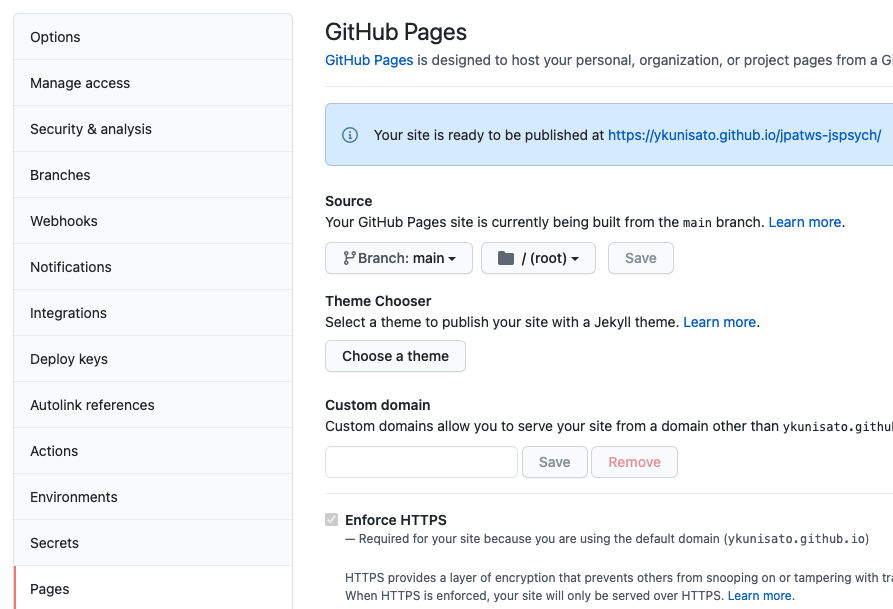 Options
Manage access
Security & analysis
Branches
Webhooks
Notifications
Integrations
Deploy keys
Autolink references
Actions
Environments
Secrets
Pages
GitHub Pages
GitHub Pages is designed to host your personal, organization, or project pages from a
Your site is ready to be published at https://ykunisato.github.io/jpatws-jspsych/
Source
Your GitHub Pages site is currently being built from the main branch. Learn more.
Branch: main
/ (root)
Save
Theme Chooser
Select a theme to publish your site with a Jekyll theme. Learn more.
Choose a theme
Custom domain
Custom domains allow you to serve your site from a domain other than ykunisato.githu
Save
Remove
Enforce HTTPS
— Required for your site because you are using the default domain (ykunisato.github.io)
HTTPS provides a layer of encryption that prevents others from snooping on or tampering with
When HTTPS is enforced, your site will only be served over HTTPS. Learn more.